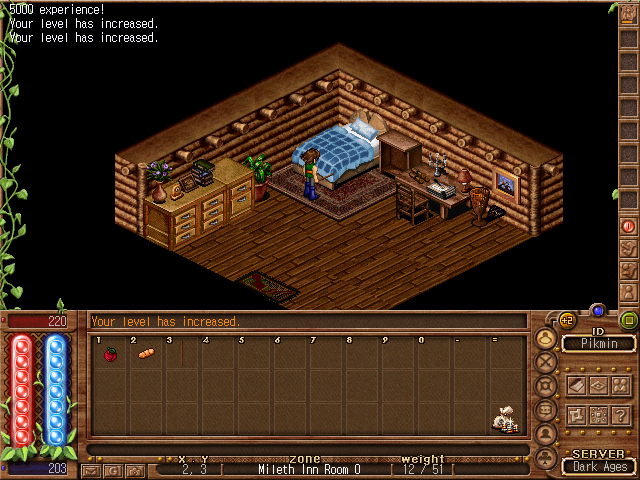 5000 experience!
Your level has increased.
Your level has increased.
220
Your level has increased.
+2
ID
1 2 3 4 5 6 7 8 9 0 - =
Pikmin
G
?
203
x y zone weight
2, 3 Mileth Inn Room 0 12 / 51
SERVER
Dark Ages